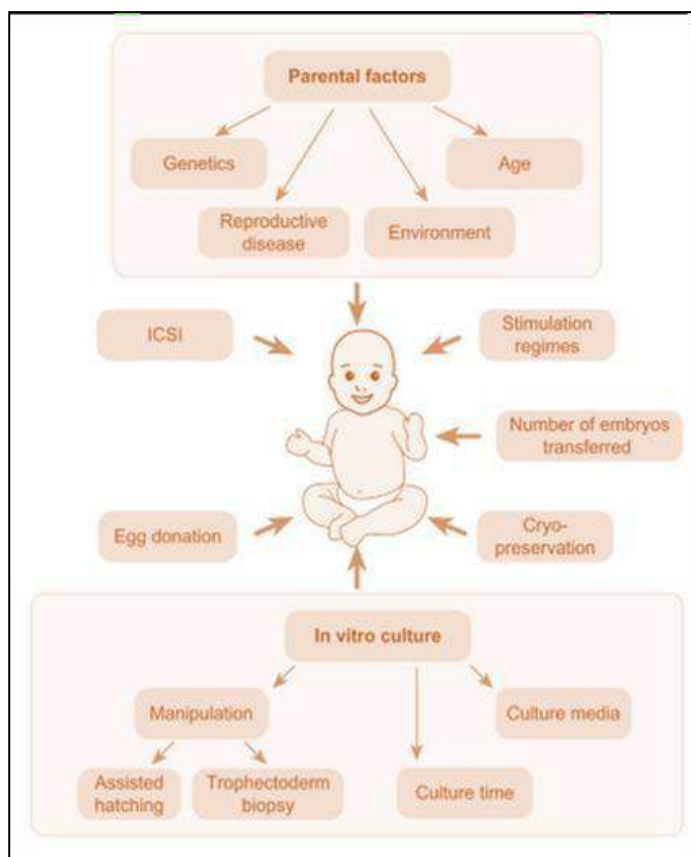 Parental factors
Genetics
Age
Reproductive
disease
Environment
ICSI
Stimulation
regimes
Number of embryos
transferred
Egg donation
Cryo-
preservation
In vitro culture
Manipulation
Culture media
Assisted
hatching
Trophectoderm
biopsy
Culture time